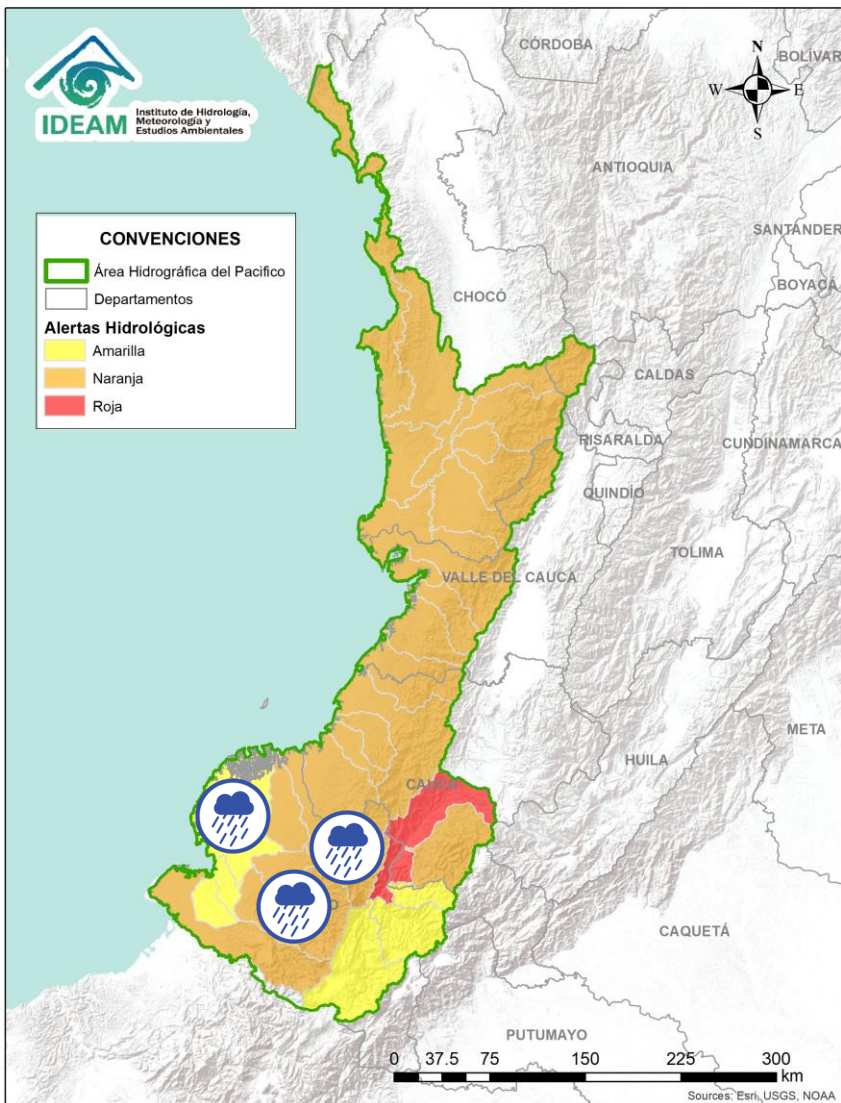 IDEAM
Instituto de Hidrología,
Meteorología y
Estudios Ambientales
CÓRDOBA
BOLÍVAR
N
W E
S
ANTIOQUIA
SANTANDER
BOYACÁ
CONVENCIONES
Área Hidrográfica del Pacifico
Departamentos
Alertas Hidrológicas
Amarilla
Naranja
Roja
CHOCÓ
CALDAS
RISARALDA
CUNDINAMARCA
QUINDÍO
TOLIMA
VALLE DEL CAUCA
META
HUILA
CAUCA
CAQUETÁ
PUTUMAYO
0 37.5 75 150 225 300
km
Sources: Esri, USGS, NOAA